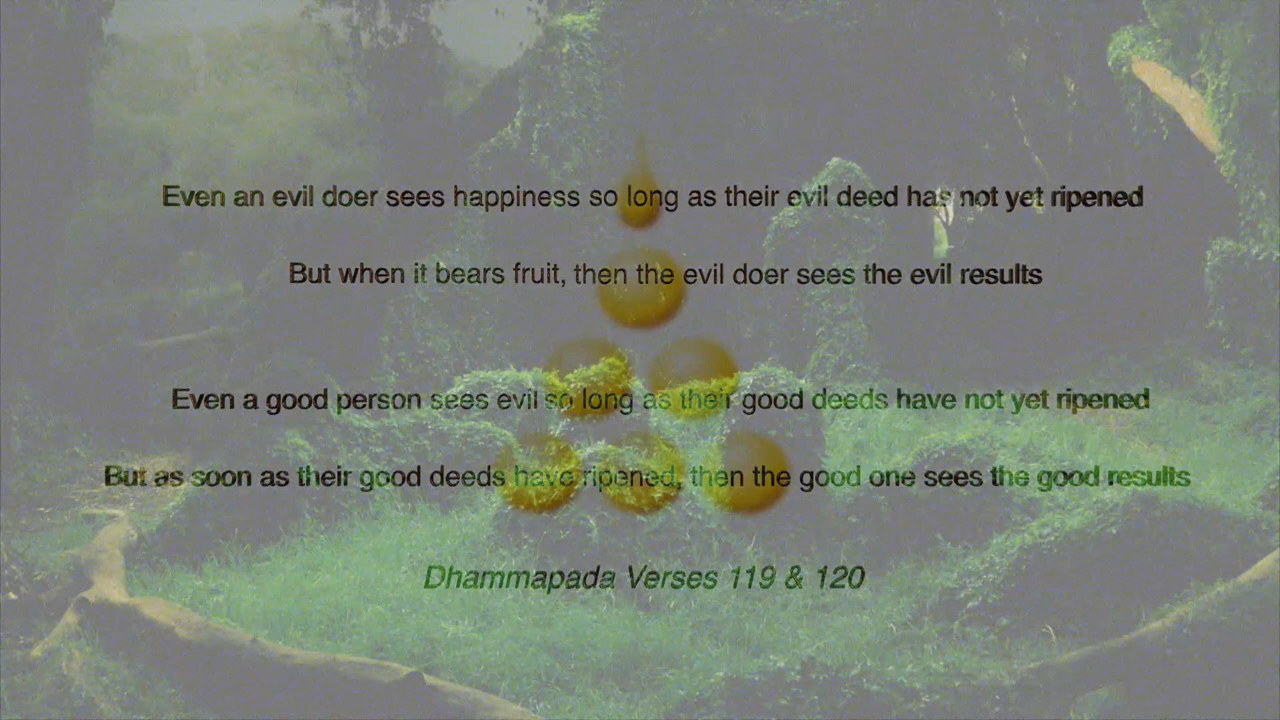 Even an evil doer sees happiness so long as their evil deed has not yet ripened
But when it bears fruit, then the evil doer sees the evil results
Even a good person sees evil so long as their good deeds have not yet ripened
But as soon as their good deeds have ripened, then the good one sees the good results
Dhammapada Verses 119 & 120